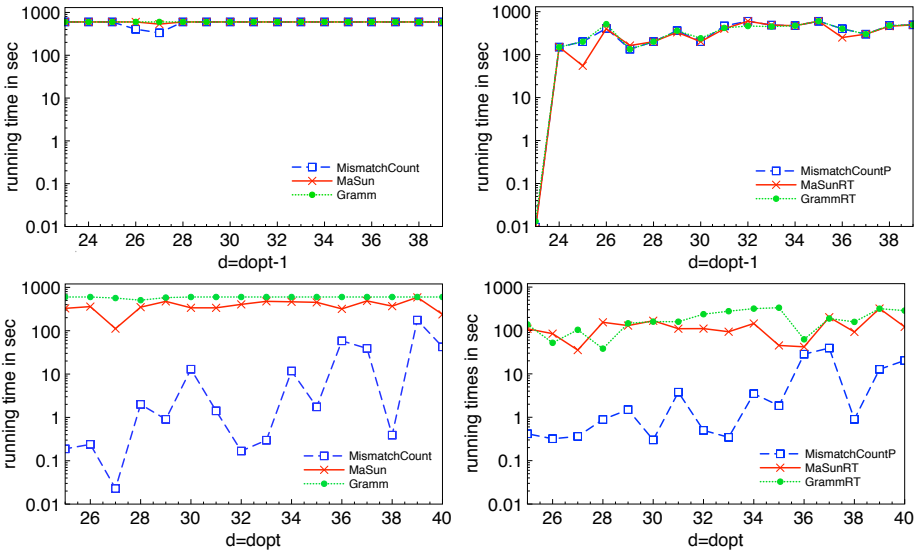 running time in sec
1000
100
10
1
0.1
0.01
24 26 28 30 32 34 36 38
d=dopt-1
MismatchCount
MaSun
Gramm
running time in sec
1000
100
10
1
0.1
0.01
24 26 28 30 32 34 36 38
d=dopt-1
MismatchCountP
MaSunRT
GrammRT
running time in sec
1000
100
10
1
0.1
0.01
26 28 30 32 34 36 38 40
d=dopt
MismatchCount
MaSun
Gramm
running times in sec
1000
100
10
1
0.1
0.01
26 28 30 32 34 36 38 40
d=dopt
MismatchCountP
MaSunRT
GrammRT